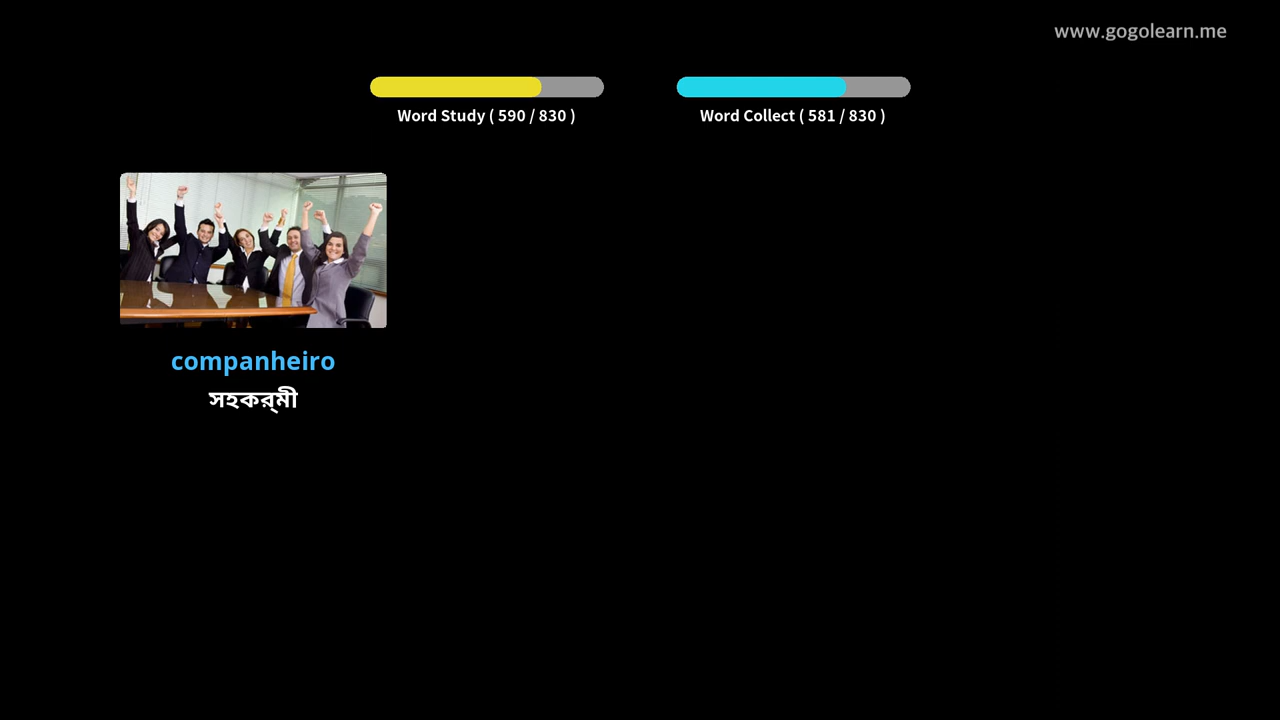 www.gogolearn.me
Word Study ( 590 / 830 )
Word Collect ( 581 / 830 )
companheiro
সহকর্মী